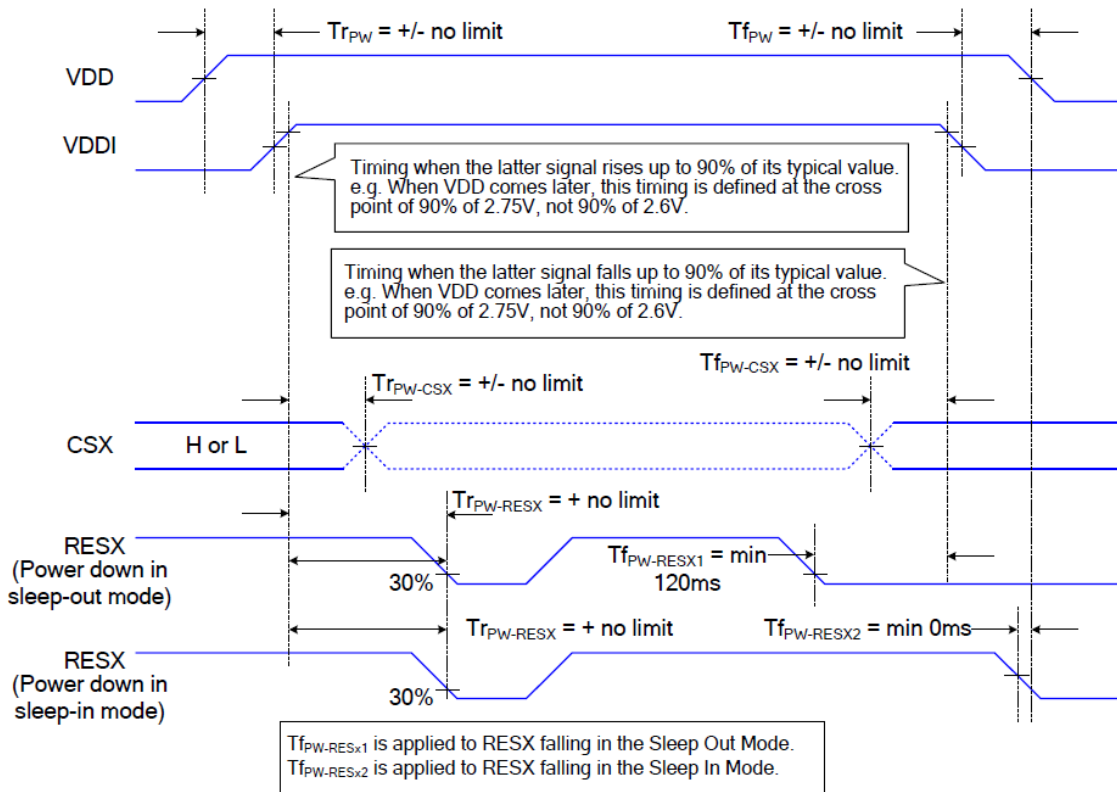 Tr_PW = +/- no limit
Tf_PW = +/- no limit
VDD
VDDI
Timing when the latter signal rises up to 90% of its typical value.
e.g. When VDD comes later, this timing is defined at the cross
point of 90% of 2.75V, not 90% of 2.6V.
Timing when the latter signal falls up to 90% of its typical value.
e.g. When VDD comes later, this timing is defined at the cross
point of 90% of 2.75V, not 90% of 2.6V.
Tf_PW-CSX = +/- no limit
Tr_PW-CSX = +/- no limit
CSX
H or L
Tr_PW-RESX = + no limit
RESX
(Power down in
sleep-out mode)
30%
Tf_PW-RESX1 = min
120ms
Tr_PW-RESX = + no limit
Tf_PW-RESX2 = min 0ms
RESX
(Power down in
sleep-in mode)
30%
Tf_PW-RESx1 is applied to RESX falling in the Sleep Out Mode.
Tf_PW-RESx2 is applied to RESX falling in the Sleep In Mode.